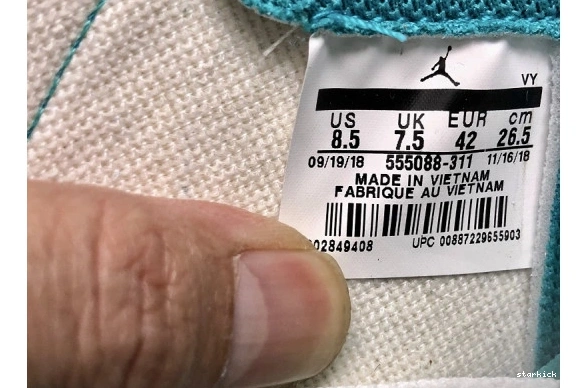 VY
US UK EUR cm
8.5 7.5 42 26.5
09/19/18 555088-311 11/16/18
MADE IN VIETNAM
FABRIQUE AU VIETNAM
02849408 UPC 00887229655903
starkick